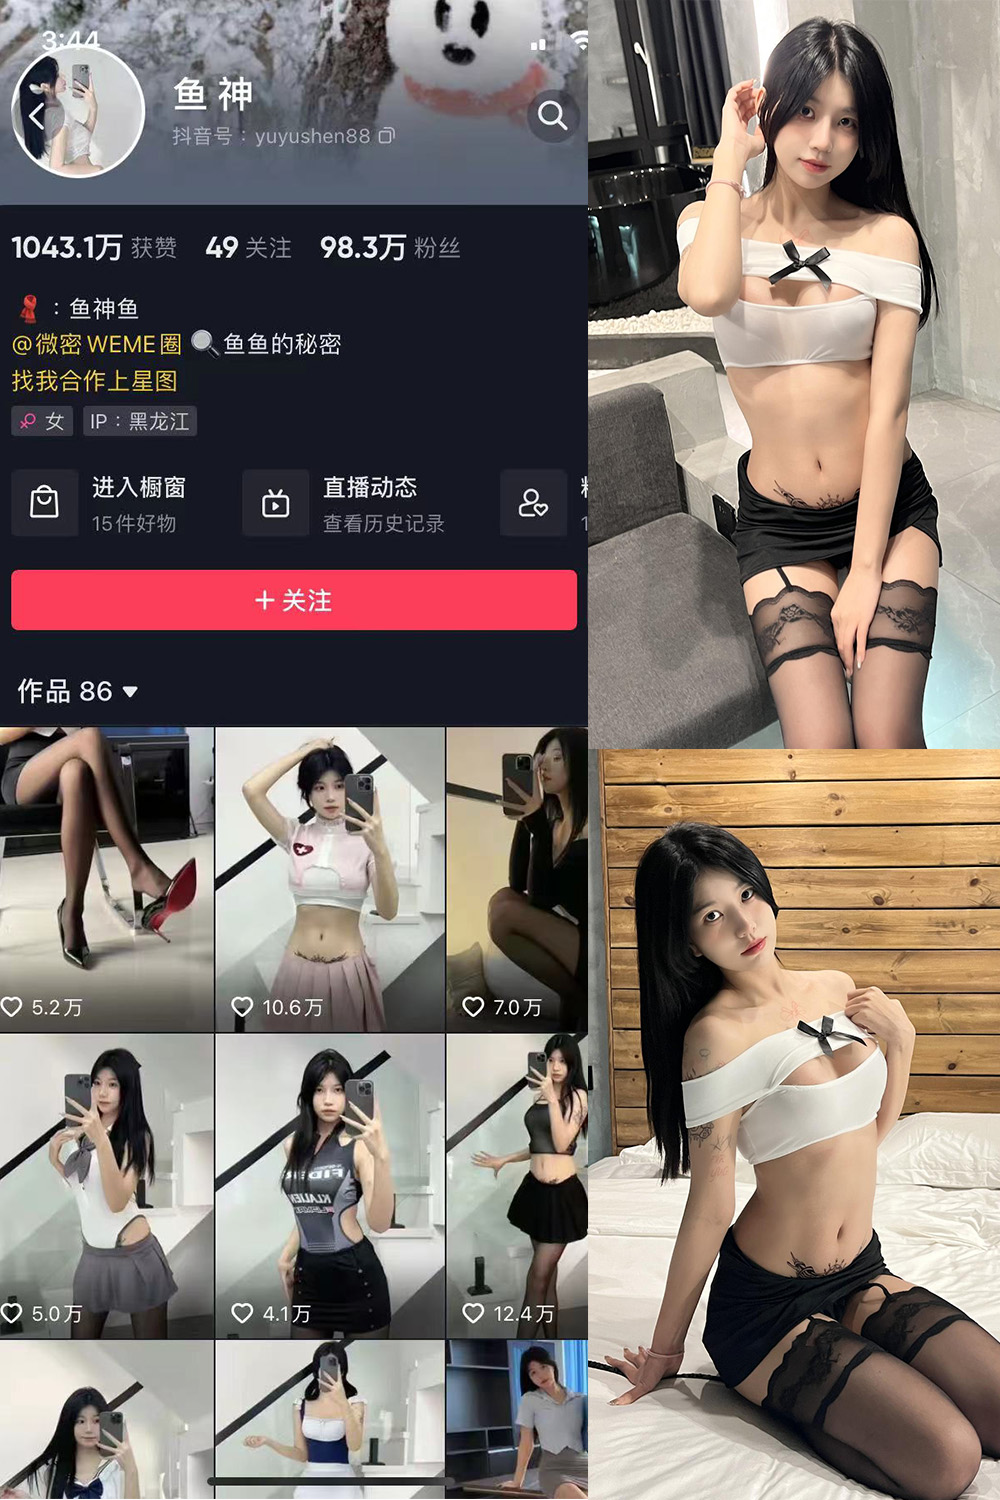 3:44
鱼神
抖音号：yuyushen88
1043.1万 获赞 49 关注 98.3万 粉丝
：鱼神鱼
@微密WEME圈 鱼鱼的秘密
找我合作上星图
女 IP：黑龙江
进入橱窗
15件好物
直播动态
查看历史记录
+ 关注
作品 86
5.2万
10.6万
7.0万
5.0万
4.1万
12.4万